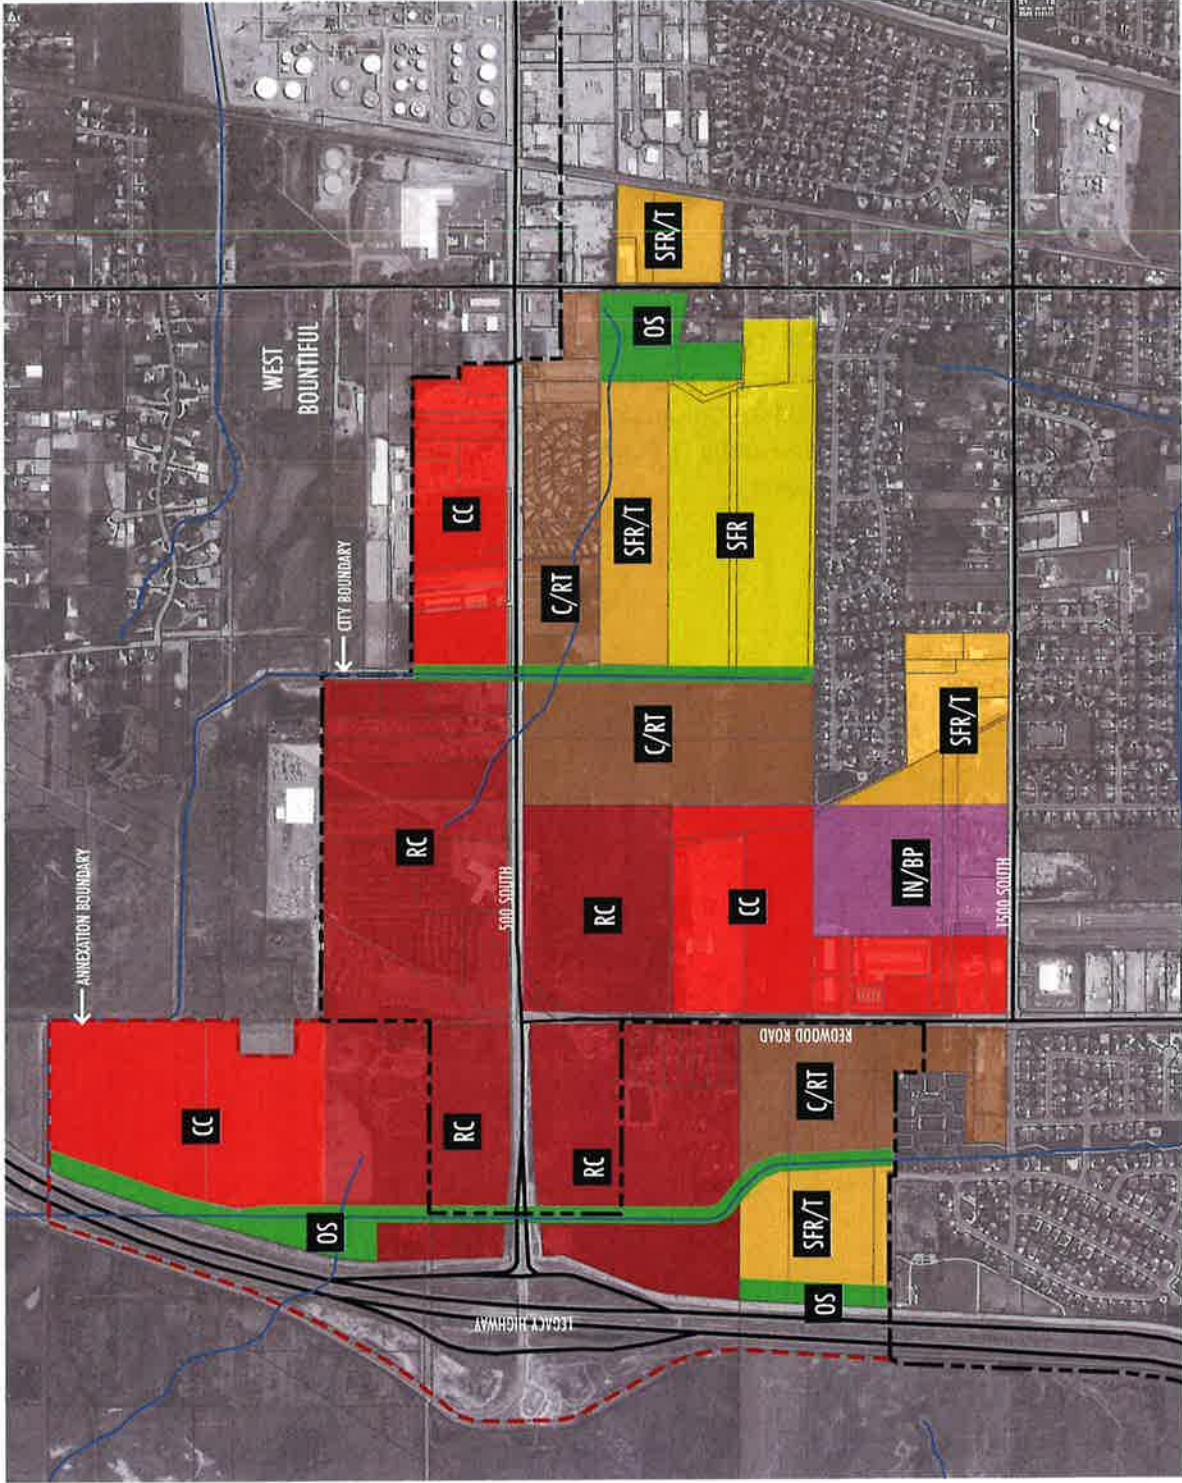 ANNEXATION BOUNDARY
CC
WEST
BOUNTIFUL
OS
CITY BOUNDARY
RC
RC
CC
500 SOUTH
LEGACY HIGHWAY
C/RT
RC
RC
SFR/T
C/RT
OS
SFR/T
SFR
CC
REDWOOD ROAD
OS
SFR/T
C/RT
IN/BP
SFR/T
1500 SOUTH